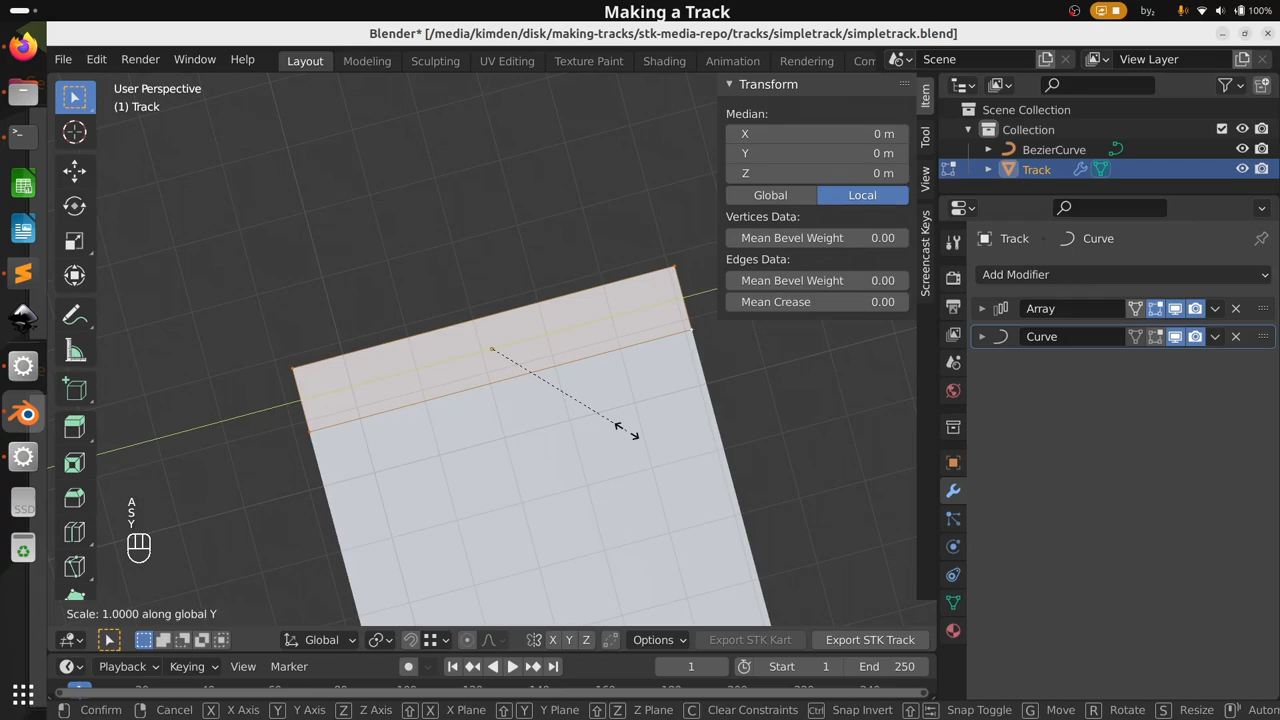 Making a Track
by₂
100%
Blender* [/media/kimden/disk/making-tracks/stk-media-repo/tracks/simpletrack/simpletrack.blend]
File Edit Render Window Help Layout Modeling Sculpting UV Editing Texture Paint Shading Animation Rendering Com Scene View Layer
User Perspective
(1) Track
Transform
Median:
X 0 m
Y 0 m
Z 0 m
Global Local
Vertices Data:
Mean Bevel Weight 0.00
Edges Data:
Mean Bevel Weight 0.00
Mean Crease 0.00
Item
Tool
View
Screencast Keys
Scene Collection
Collection
BezierCurve
Track
Track Curve
Add Modifier
Array
Curve
SSD
A
S
Y
Scale: 1.0000 along global Y
Global X Y Z Options Export STK Kart Export STK Track
Playback Keying View Marker 1 Start 1 End 250
Confirm Cancel X X Axis Y Y Axis Z Z Axis X X Plane Y Y Plane Z Z Plane C Clear Constraints Ctrl Snap Invert Snap Toggle G Move R Rotate S Resize Auto